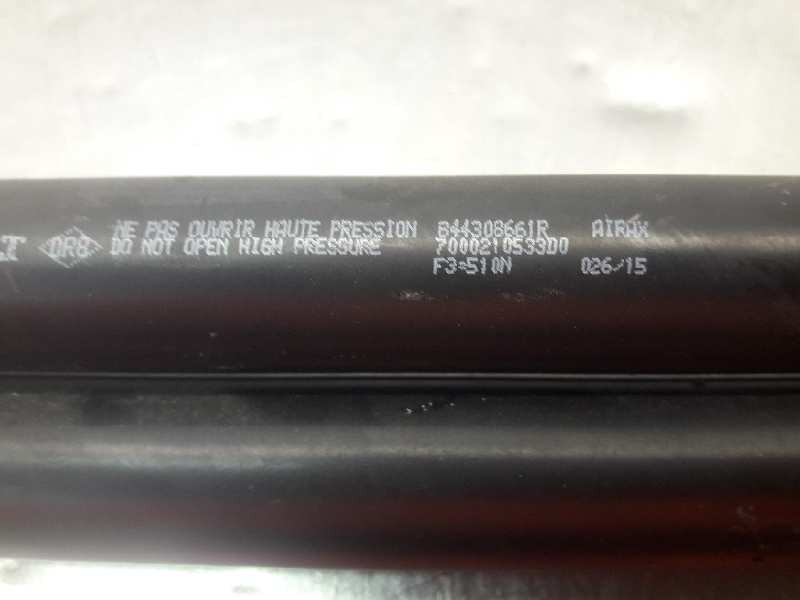 NE PAS OUVRIR HAUTE PRESSION 844308661R AIRAX
DO NOT OPEN HIGH PRESSURE 7000210533D0
F3=510N 026/15